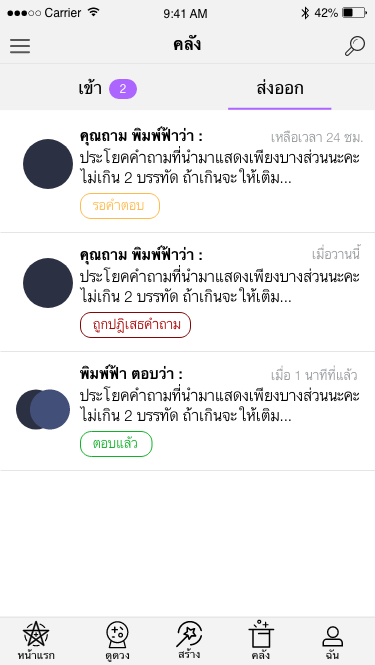 Carrier 9:41 AM 42%
คลัง
เข้า 2 ส่งออก
คุณถาม พิมพ์ฟ้าว่า : เหลือเวลา 24 ชม.
ประโยคคำถามที่นำมาแสดงเพียงบางส่วนนะคะ
ไม่เกิน 2 บรรทัด ถ้าเกินจะ ให้เติม...
รอคำตอบ
คุณถาม พิมพ์ฟ้าว่า : เมื่อวานนี้
ประโยคคำถามที่นำมาแสดงเพียงบางส่วนนะคะ
ไม่เกิน 2 บรรทัด ถ้าเกินจะ ให้เติม...
ถูกปฎิเสธคำถาม
พิมพ์ฟ้า ตอบว่า : เมื่อ 1 นาทีที่แล้ว
ประโยคคำถามที่นำมาแสดงเพียงบางส่วนนะคะ
ไม่เกิน 2 บรรทัด ถ้าเกินจะ ให้เติม...
ตอบแล้ว
หน้าแรก ดูดวง สร้าง คลัง ฉัน